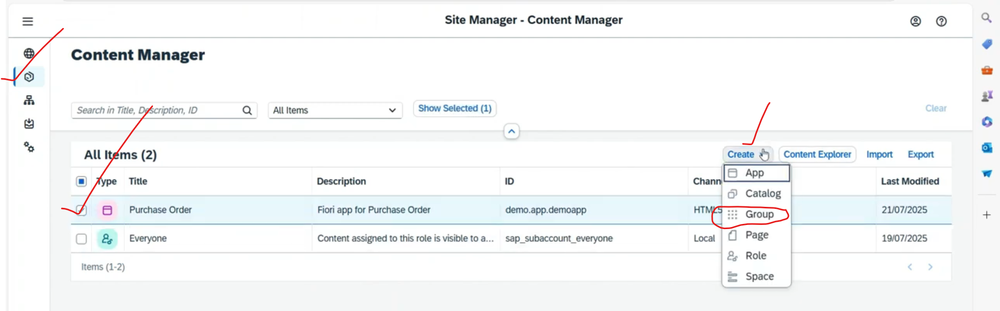 Site Manager - Content Manager
Content Manager
Search in Title, Description, ID
All Items
Show Selected (1)
Clear
All Items (2)
Create
Content Explorer
Import
Export
Type
Title
Description
ID
Chann
Last Modified
Purchase Order
Fiori app for Purchase Order
demo.app.demoapp
HTML5
21/07/2025
Everyone
Content assigned to this role is visible to a...
sap_subaccount_everyone
Local
19/07/2025
Items (1-2)
App
Catalog
Group
Page
Role
Space